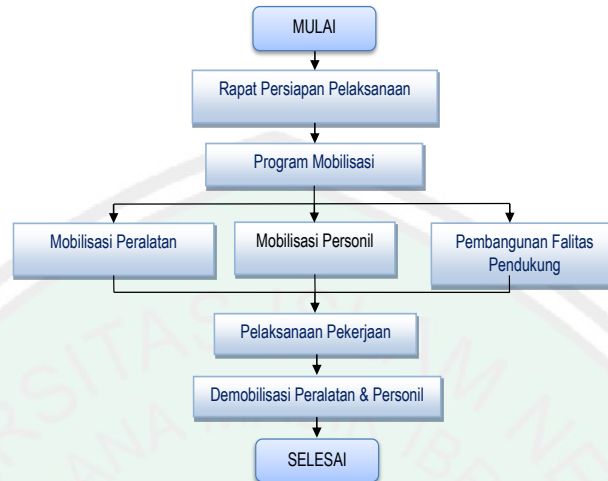 MULAI
Rapat Persiapan Pelaksanaan
Program Mobilisasi
Mobilisasi Peralatan
Mobilisasi Personil
Pembangunan Falitas
Pendukung
Pelaksanaan Pekerjaan
Demobilisasi Peralatan & Personil
SELESAI